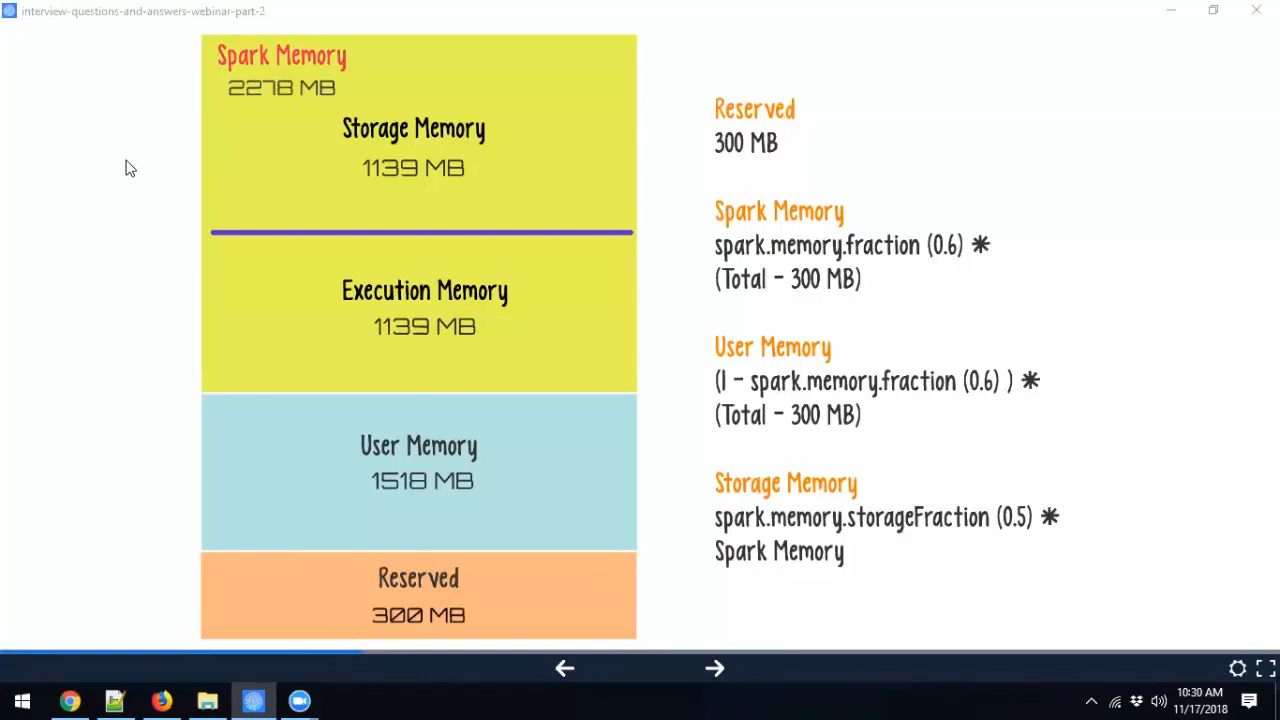 interview-questions-and-answers-webinar-part-2
Spark Memory
2278 MB
Storage Memory
1139 MB
Execution Memory
1139 MB
User Memory
1518 MB
Reserved
300 MB
Reserved
300 MB
Spark Memory
spark.memory.fraction (0.6) *
(Total - 300 MB)
User Memory
(1 - spark.memory.fraction (0.6) ) *
(Total - 300 MB)
Storage Memory
spark.memory.storageFraction (0.5) *
Spark Memory
10:30 AM
11/17/2018